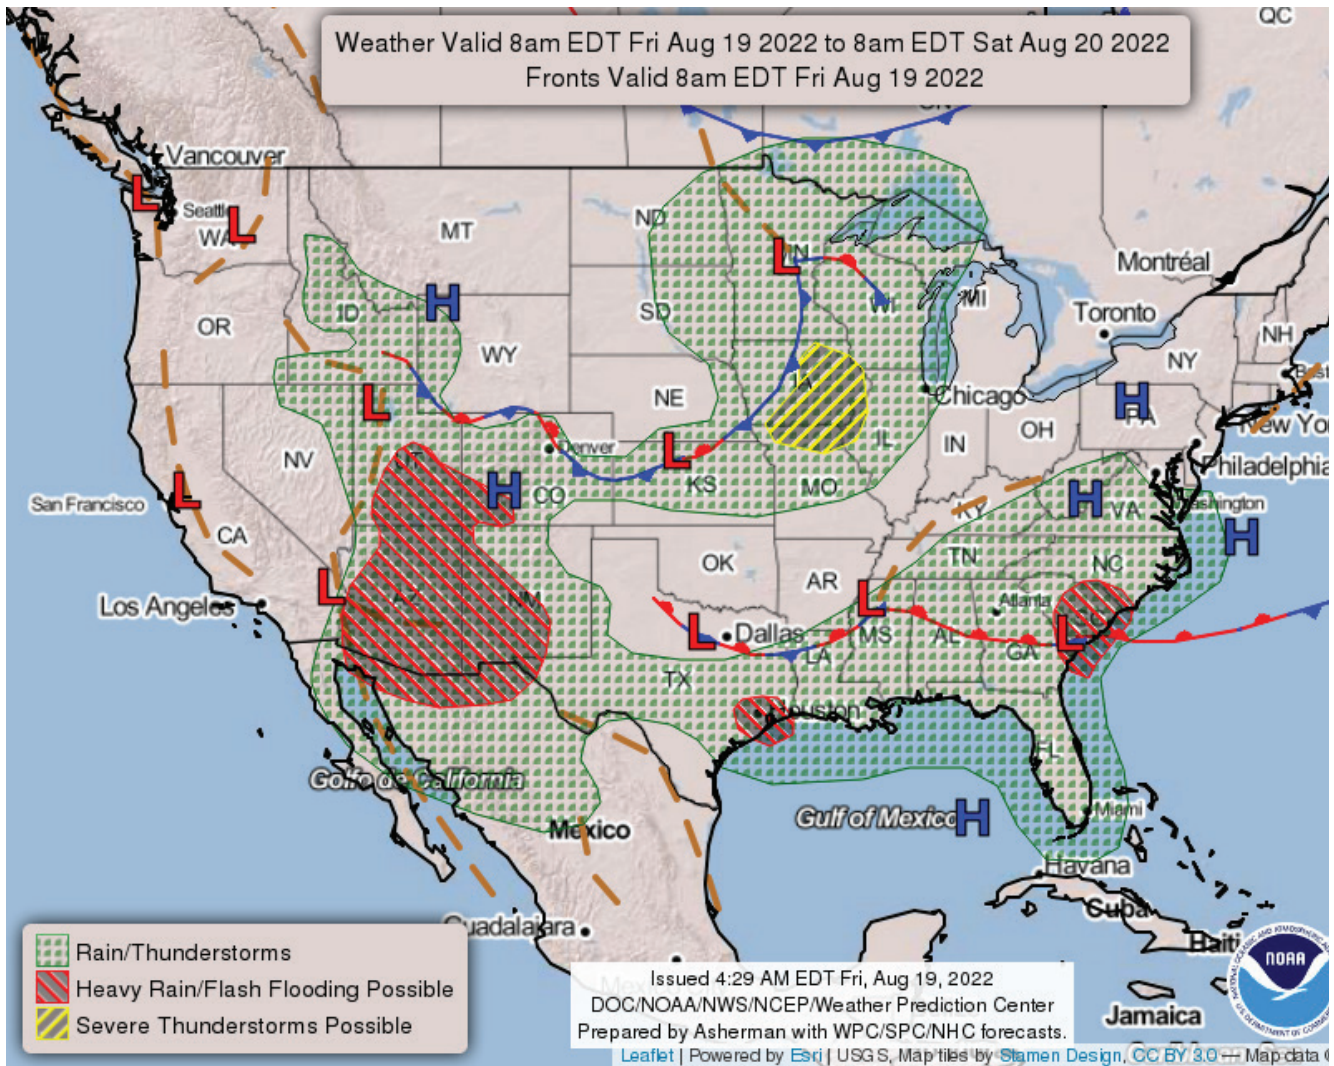 QC
Weather Valid 8am EDT Fri Aug 19 2022 to 8am EDT Sat Aug 20 2022
Fronts Valid 8am EDT Fri Aug 19 2022
Vancouver
L
Seattle
L
WA
MT
ND
L
MN
Montréal
OR
ID
H
WY
SD
WI
MI
Toronto
NH
NY
L
NE
IA
Chicago
H
PA
New Yo
NV
UT
Denver
L
KS
IL
IN
OH
Philadelphia
San Francisco
L
H
CO
MO
KY
H
VA
Washington
CA
OK
TN
NC
H
Los Angeles
L
AZ
NM
AR
L
Atlanta
SC
L
Dallas
MS
AL
GA
L
TX
LA
Houston
FL
Golfo de California
Mexico
Gulf of Mexico
H
Miami
Havana
Cuba
Guadalajara
Haiti
Rain/Thunderstorms
Heavy Rain/Flash Flooding Possible
Severe Thunderstorms Possible
Issued 4:29 AM EDT Fri, Aug 19, 2022
DOC/NOAA/NWS/NCEP/Weather Prediction Center
Prepared by Asherman with WPC/SPC/NHC forecasts.
Jamaica
NOAA
Leaflet | Powered by Esri | USGS, Map tiles by Stamen Design, CC BY 3.0 — Map data ©